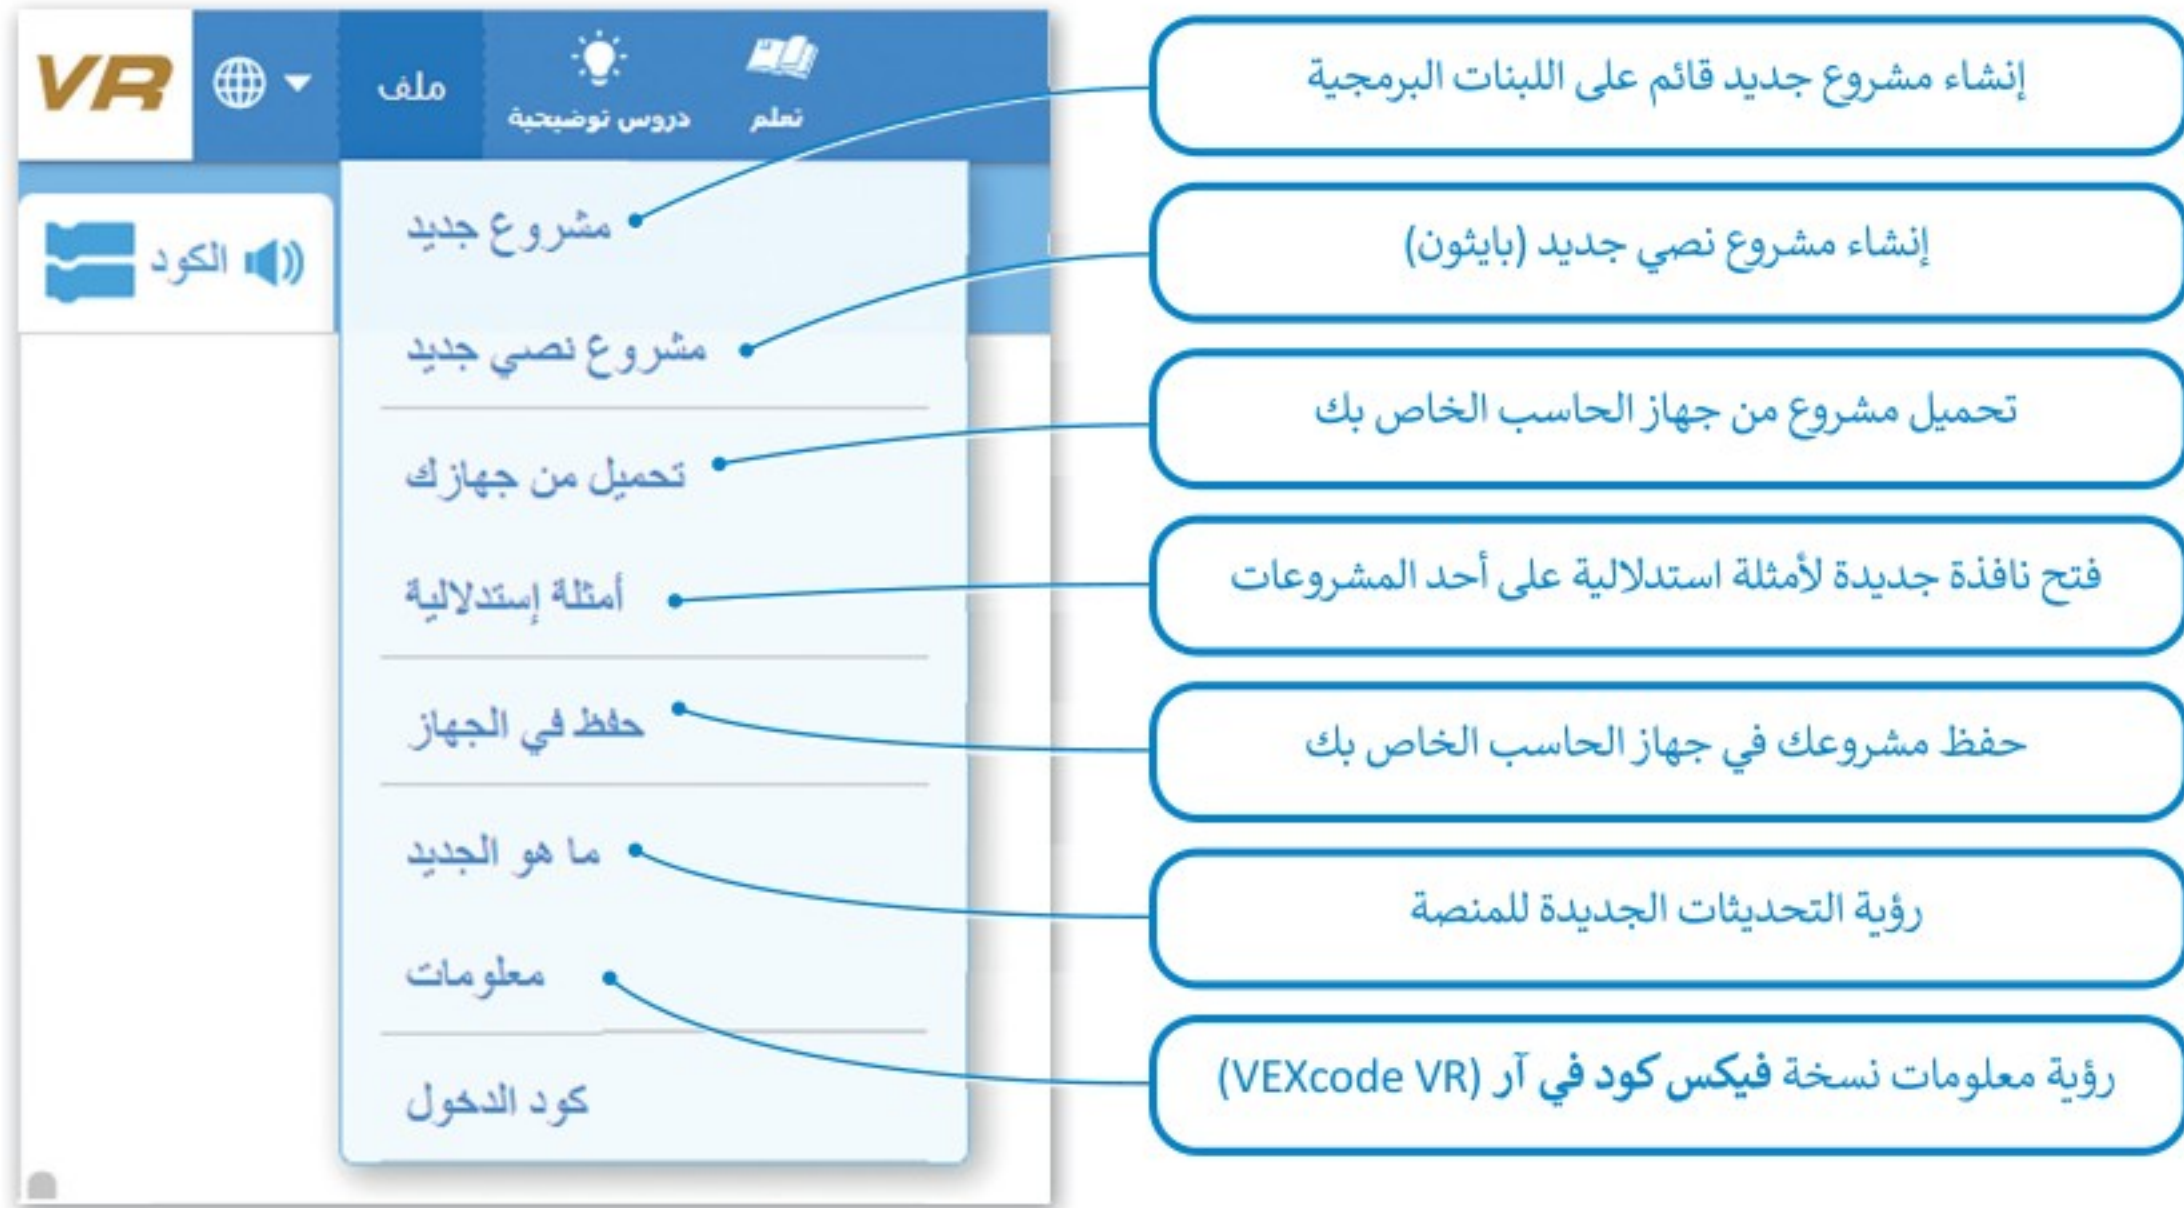 VR
ملف
دروس توضيحية
تعلم
الكود
مشروع جديد
مشروع نصي جديد
تحميل من جهازك
أمثلة إستدلالية
حفظ في الجهاز
ما هو الجديد
معلومات
كود الدخول
إنشاء مشروع جديد قائم على اللبنات البرمجية
إنشاء مشروع نصي جديد (بايثون)
تحميل مشروع من جهاز الحاسب الخاص بك
فتح نافذة جديدة لأمثلة استدلالية على أحد المشروعات
حفظ مشروعك في جهاز الحاسب الخاص بك
رؤية التحديثات الجديدة للمنصة
رؤية معلومات نسخة فيكس كود في آر (VEXcode VR)